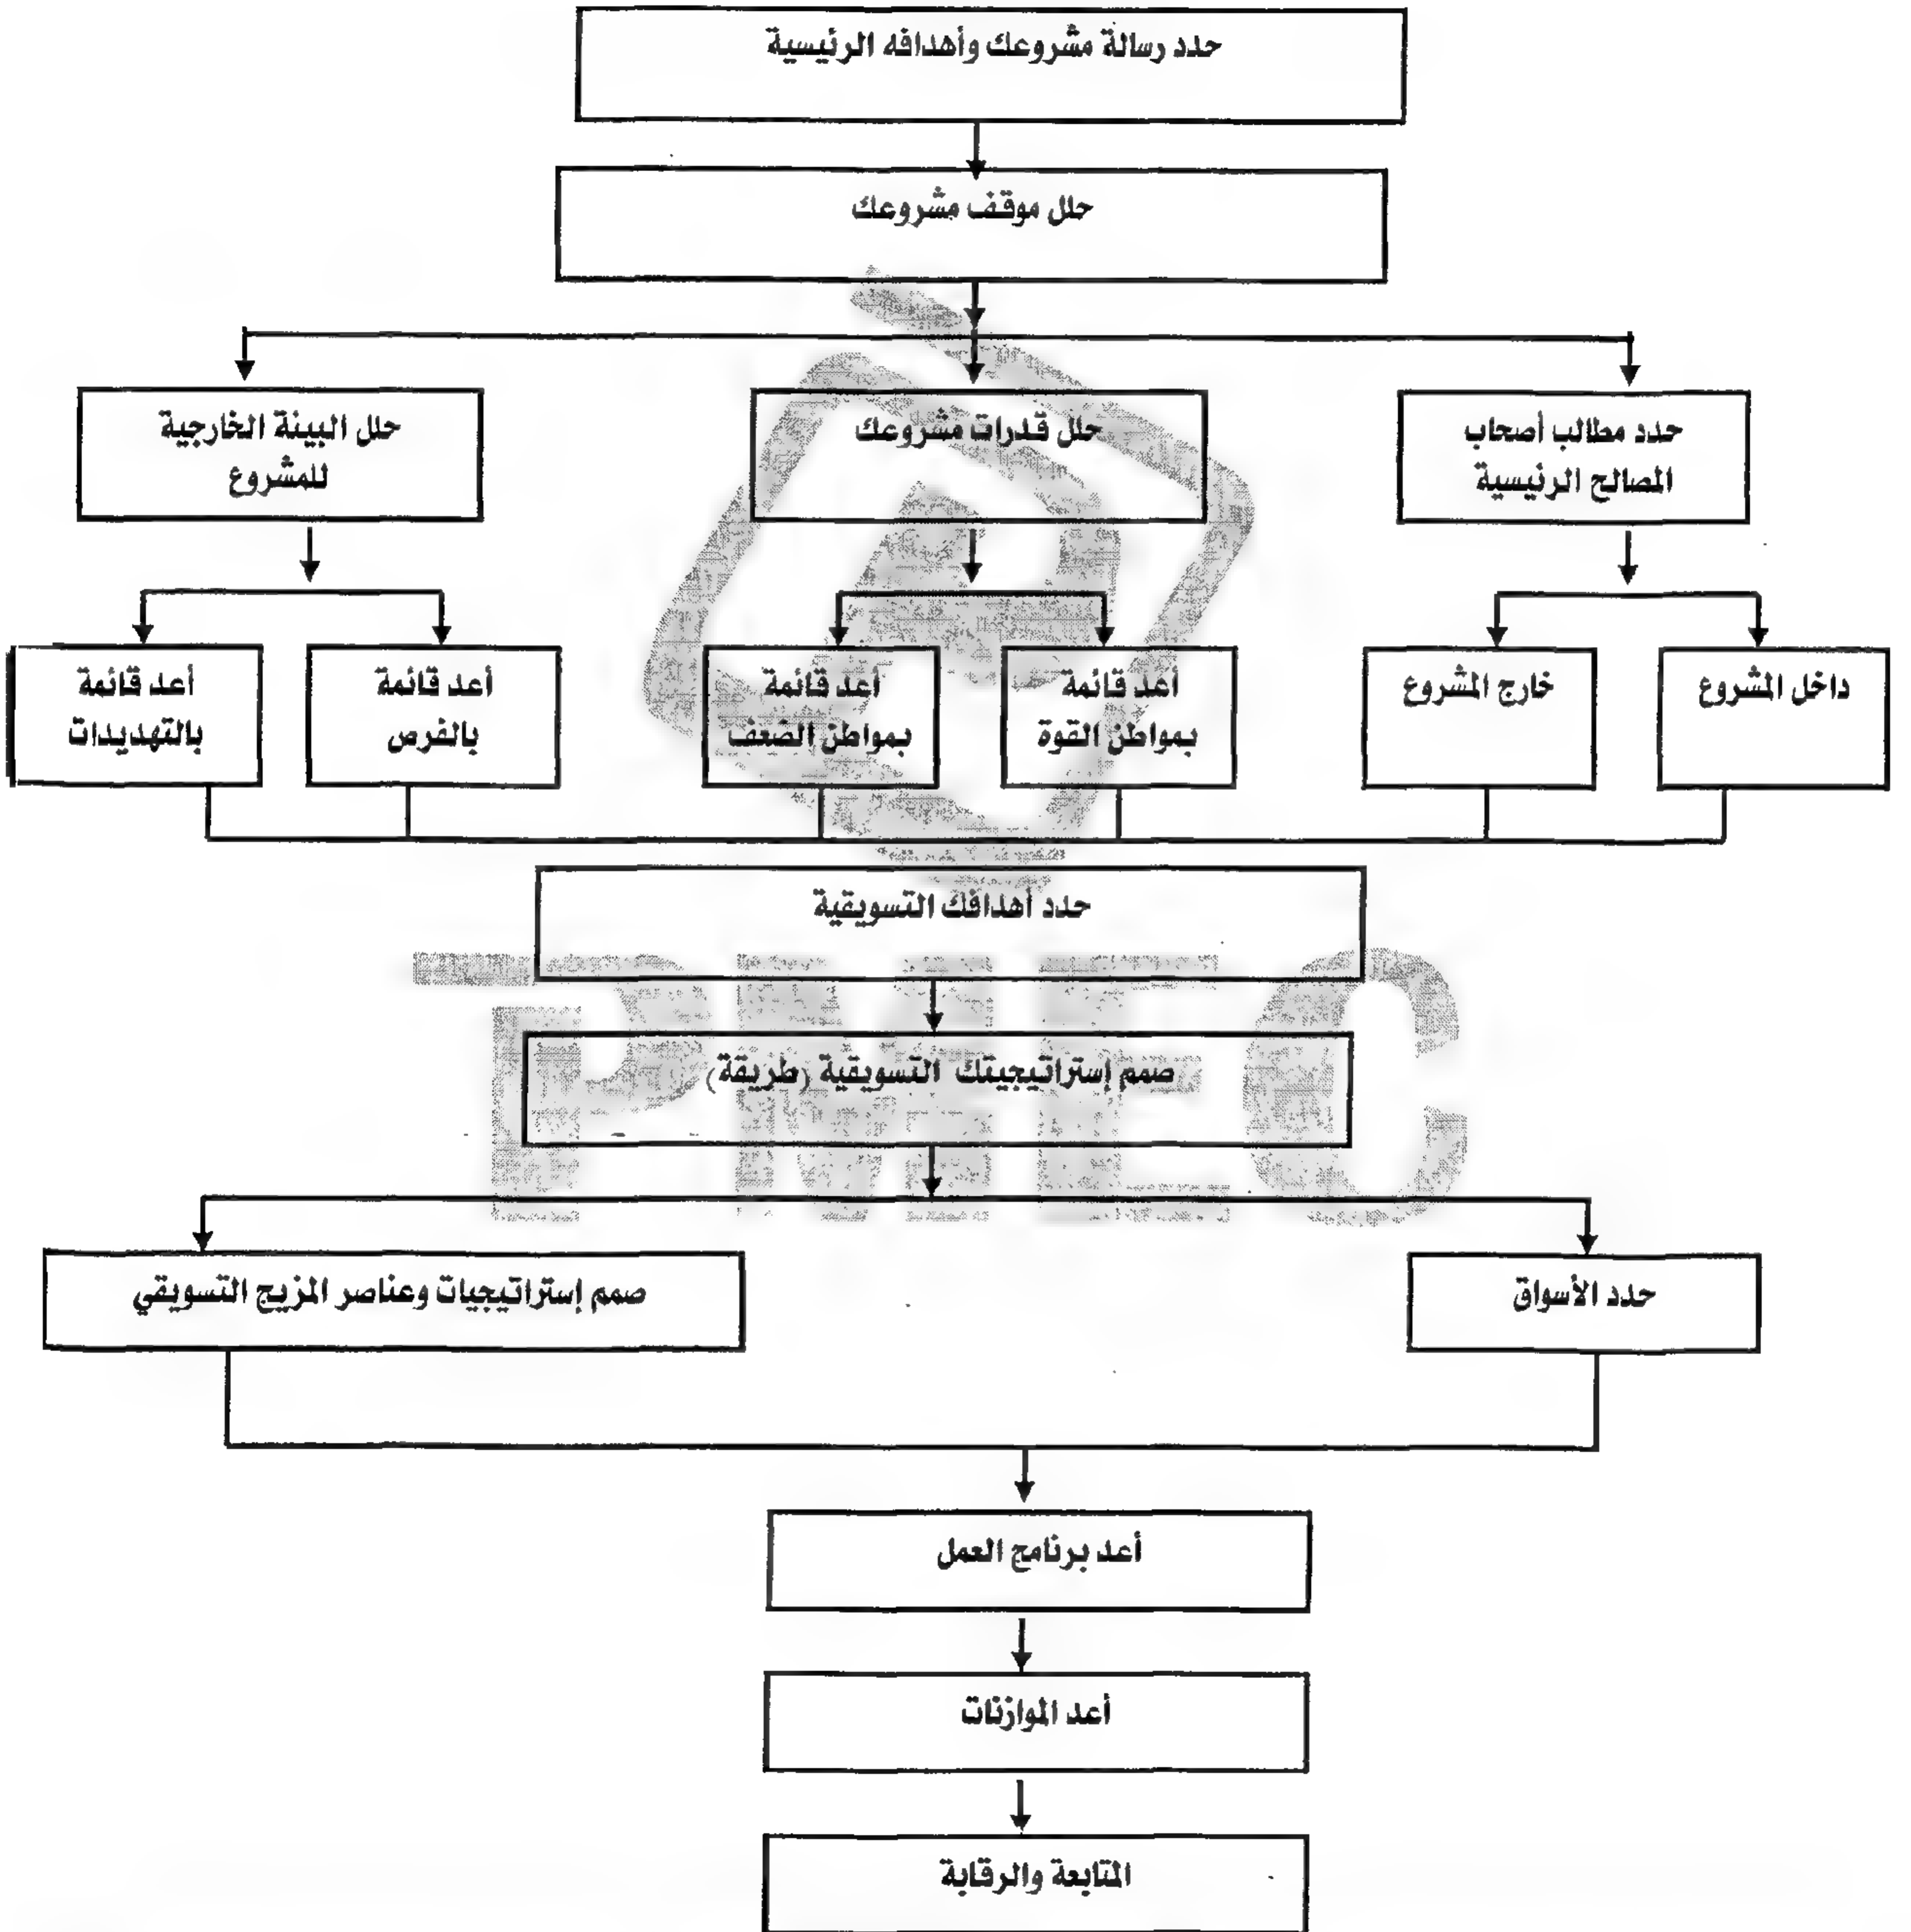 حدد رسالة مشروعك وأهدافه الرئيسية
حلل موقف مشروعك
حدد مطالب أصحاب
المصالح الرئيسية
حلل قدرات مشروعك
حلل البيئة الخارجية
للمشروع
داخل المشروع
خارج المشروع
أعد قائمة
بمواطن القوة
أعد قائمة
بمواطن الضعف
أعد قائمة
بالفرص
أعد قائمة
بالتهديدات
حدد أهدافك التسويقية
صمم إستراتيجيتك التسويقية (طريقة)
PMEC
حدد الأسواق
صمم إستراتيجيات وعناصر المزيج التسويقي
أعد برنامج العمل
أعد الموازنات
المتابعة والرقابة